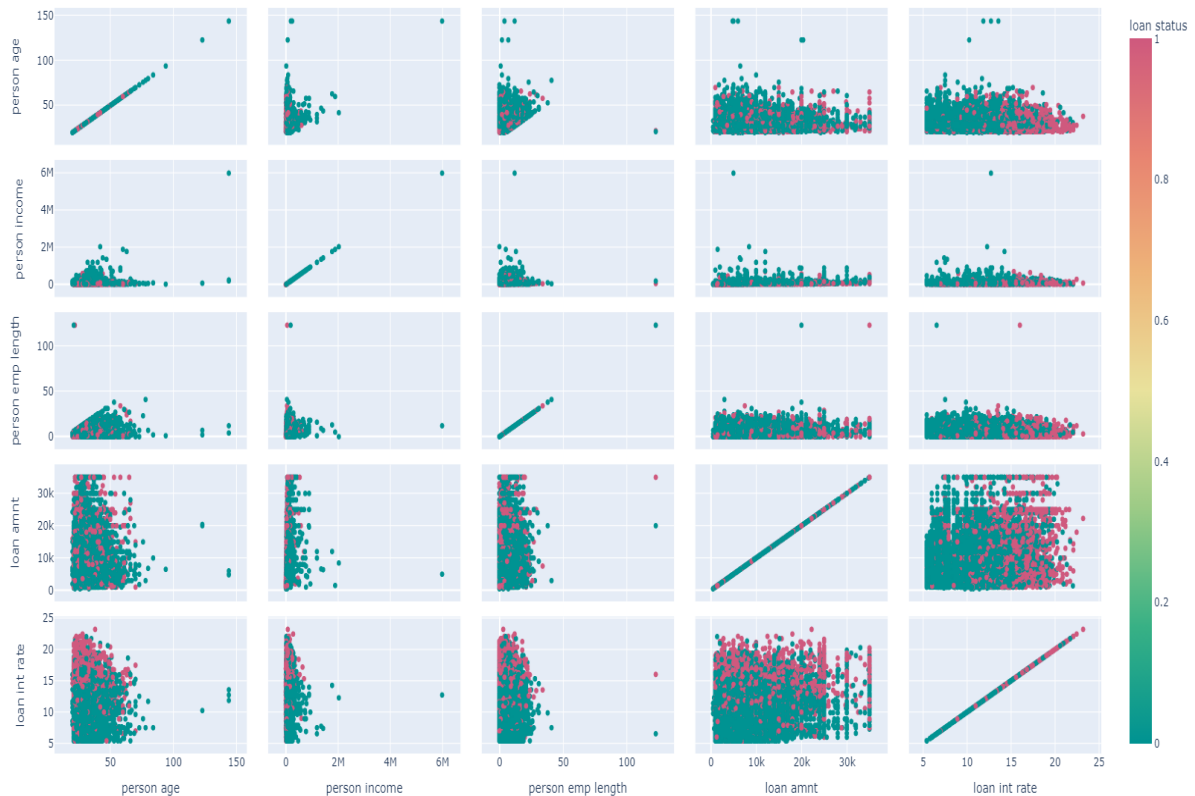 loan status
150
100
50
person age
6M
4M
2M
0
person income
100
50
0
person emp length
30k
20k
10k
0
loan amnt
25
20
15
10
5
loan int rate
50 100 150
0 2M 4M 6M
0 50 100
0 10k 20k 30k
5 10 15 20 25
person age
person income
person emp length
loan amnt
loan int rate
1
0.8
0.6
0.4
0.2
0